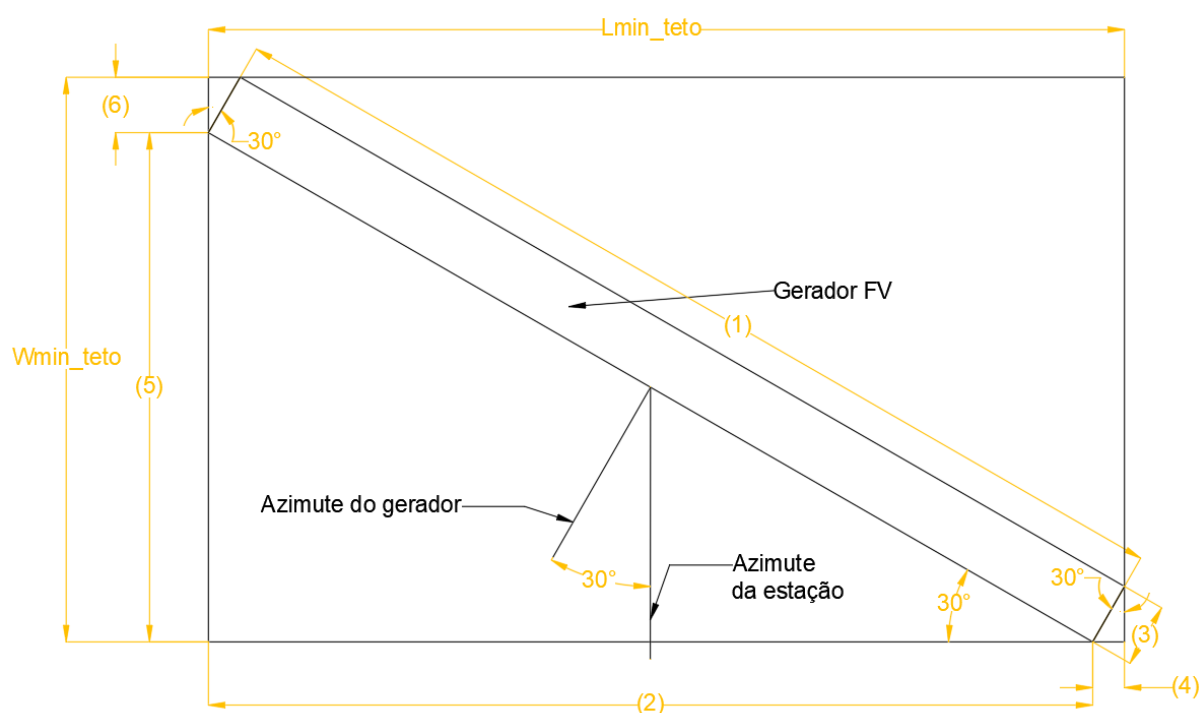 Lmin_teto
(6)
30°
Gerador FV
(1)
Wmin_teto
(5)
Azimute do gerador
30°
Azimute
da estação
30°
30°
(3)
(4)
(2)